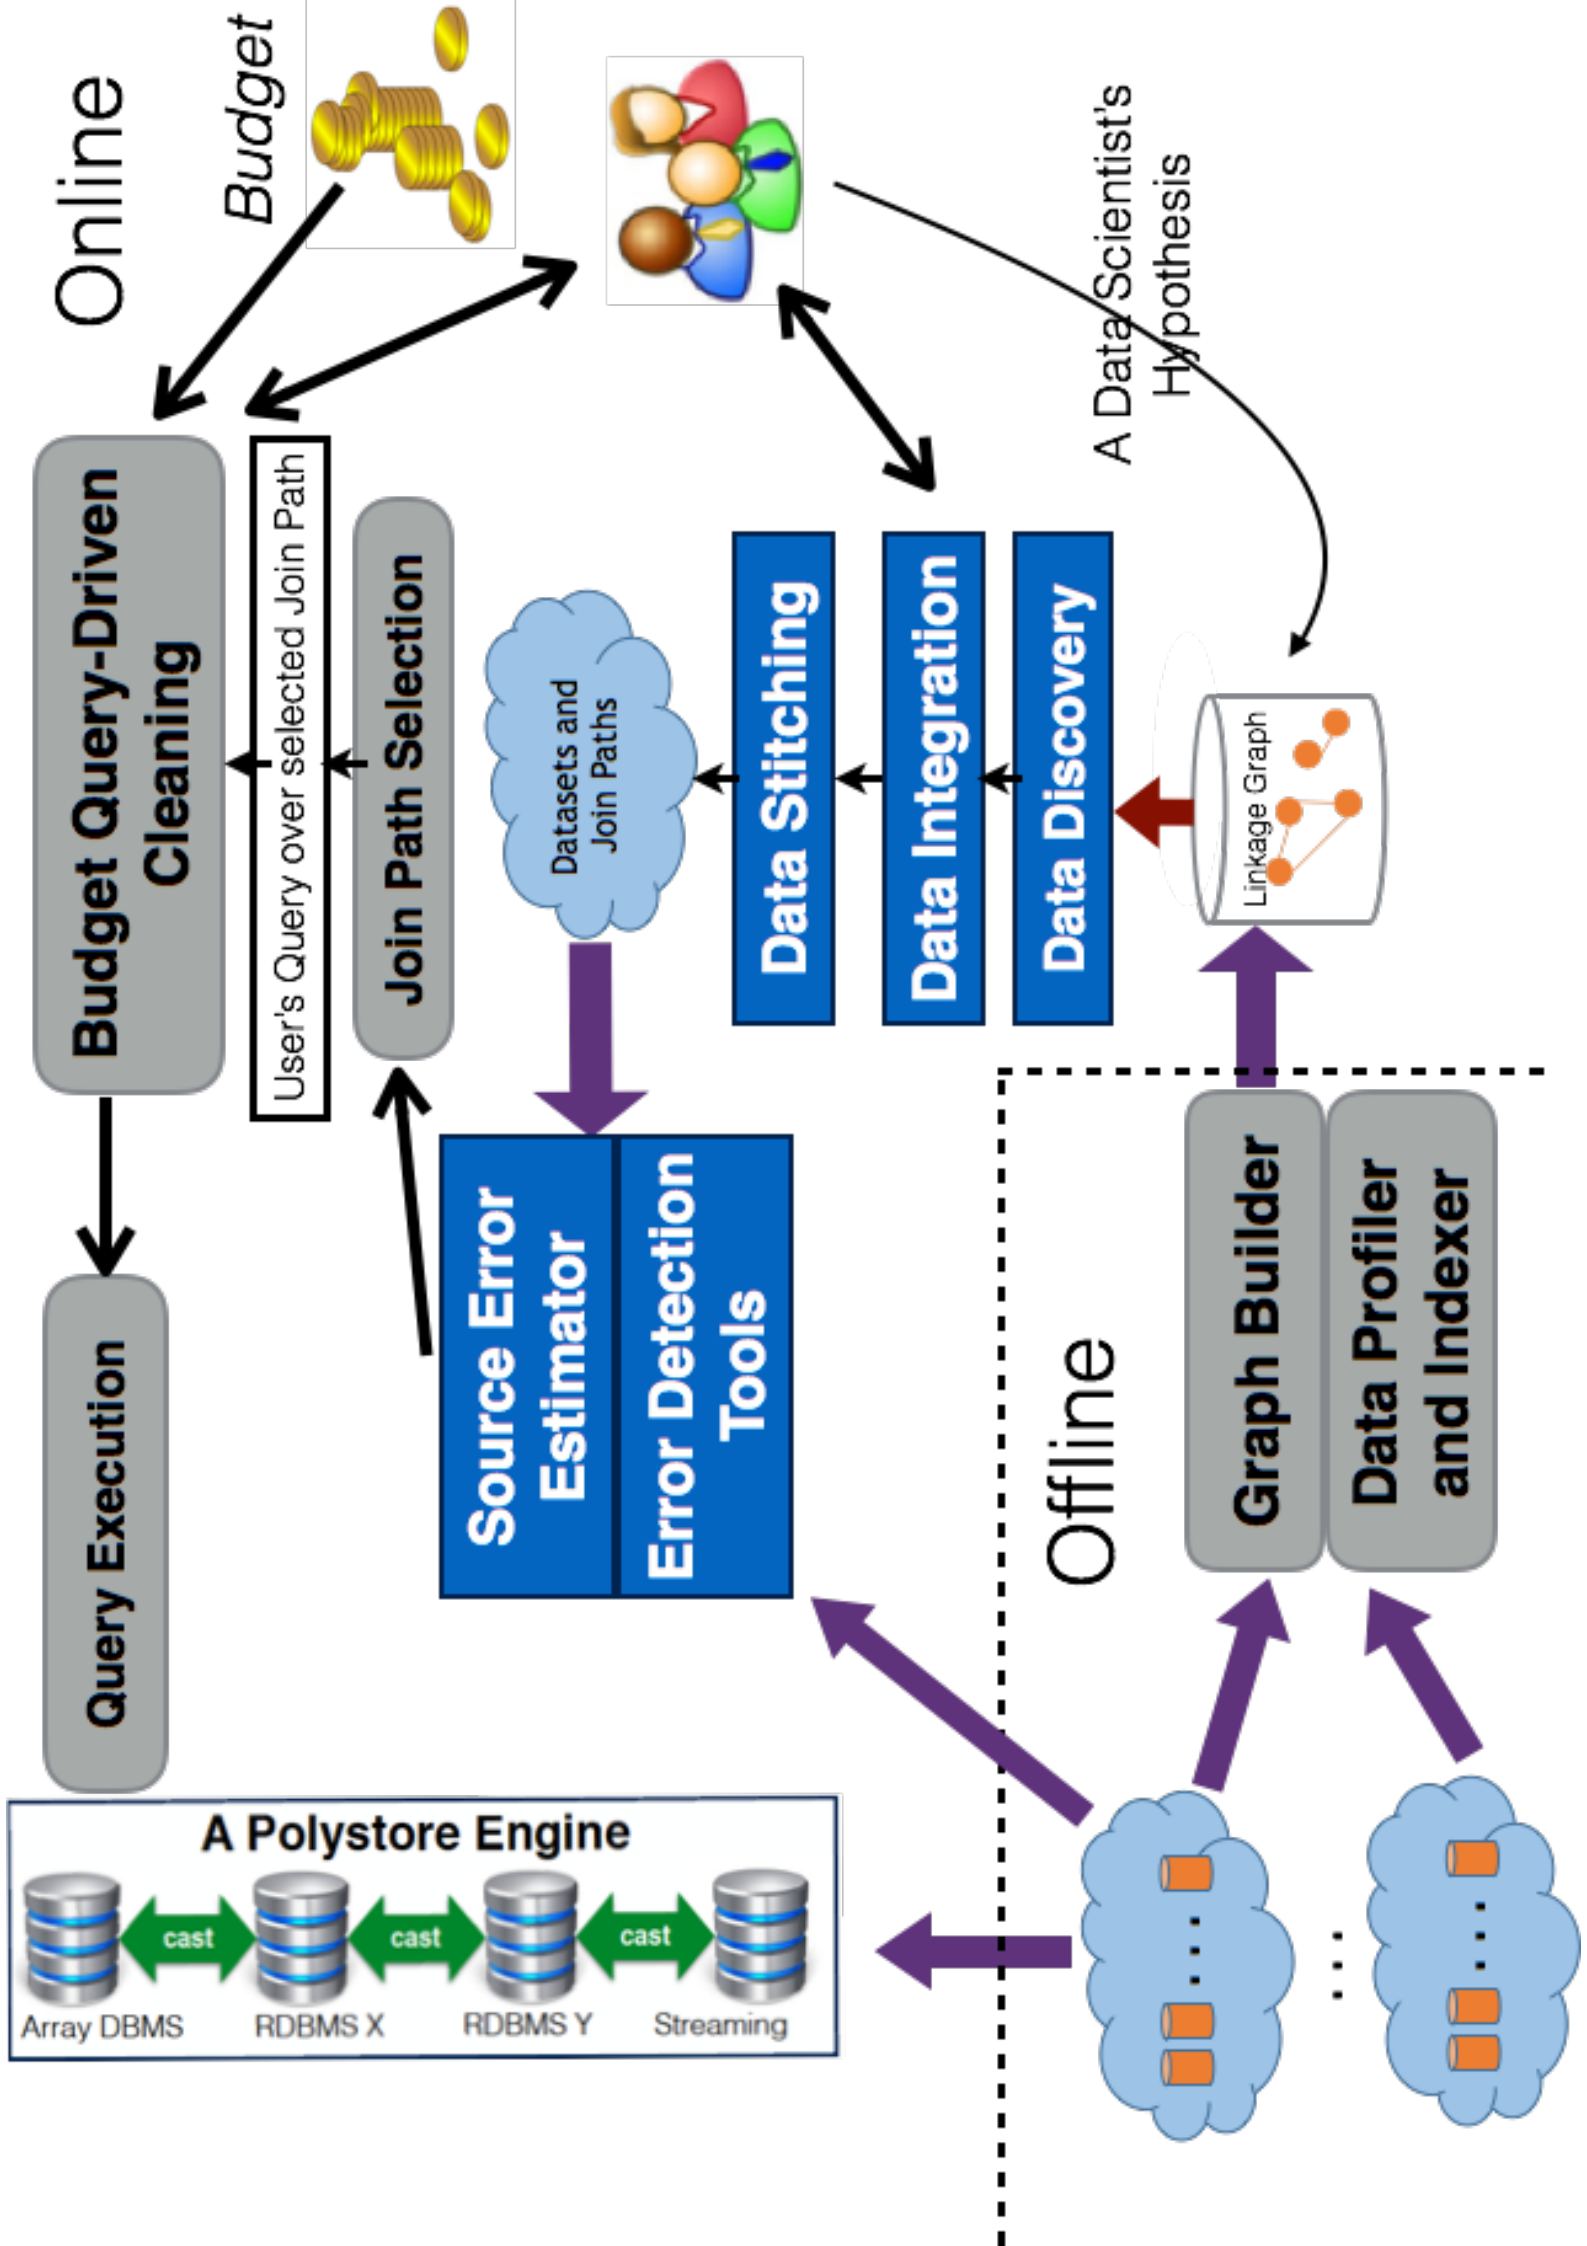 Online
Budget
Budget Query-Driven
Cleaning
User's Query over selected Join Path
Join Path Selection
Query Execution
Datasets and
Join Paths
Data Stitching
Data Integration
Data Discovery
A Data Scientist's
Hypothesis
Linkage Graph
Source Error
Estimator
Error Detection
Tools
Offline
Graph Builder
Data Profiler
and Indexer
A Polystore Engine
cast
cast
cast
Array DBMS
RDBMS X
RDBMS Y
Streaming